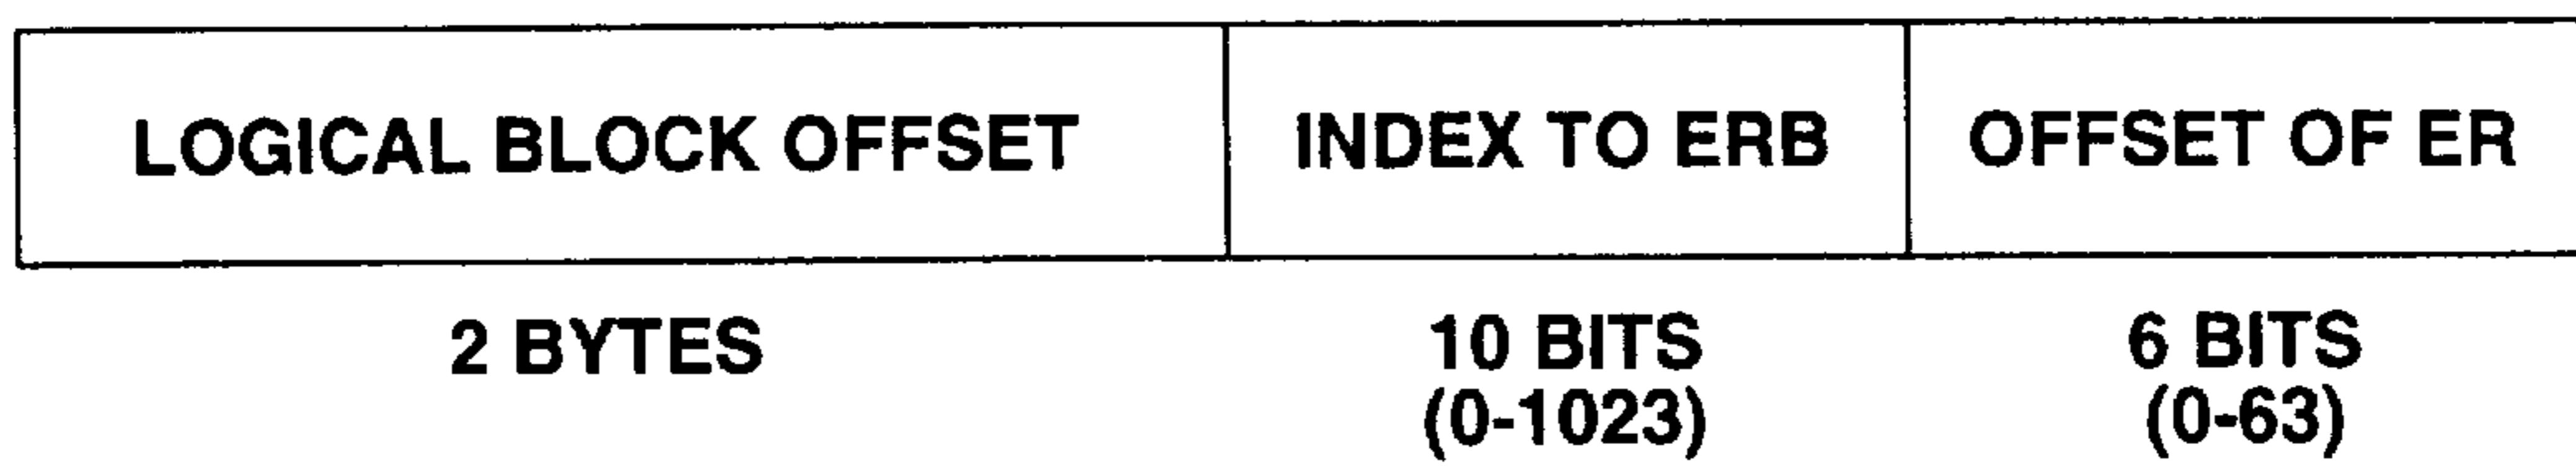 LOGICAL BLOCK OFFSET INDEX TO ERB OFFSET OF ER
2 BYTES 10 BITS 6 BITS
(0-1023) (0-63)